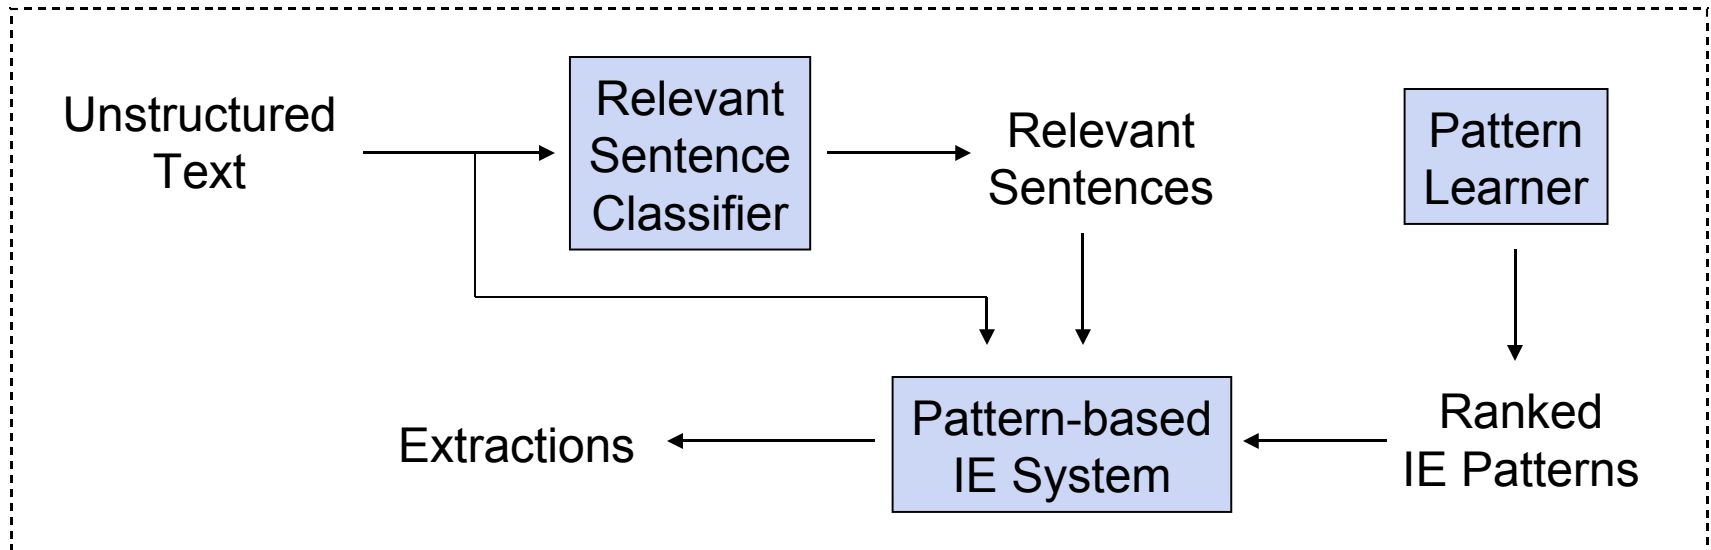 Unstructured
Text
Relevant
Sentence
Classifier
Relevant
Sentences
Pattern
Learner
Extractions
Pattern-based
IE System
Ranked
IE Patterns